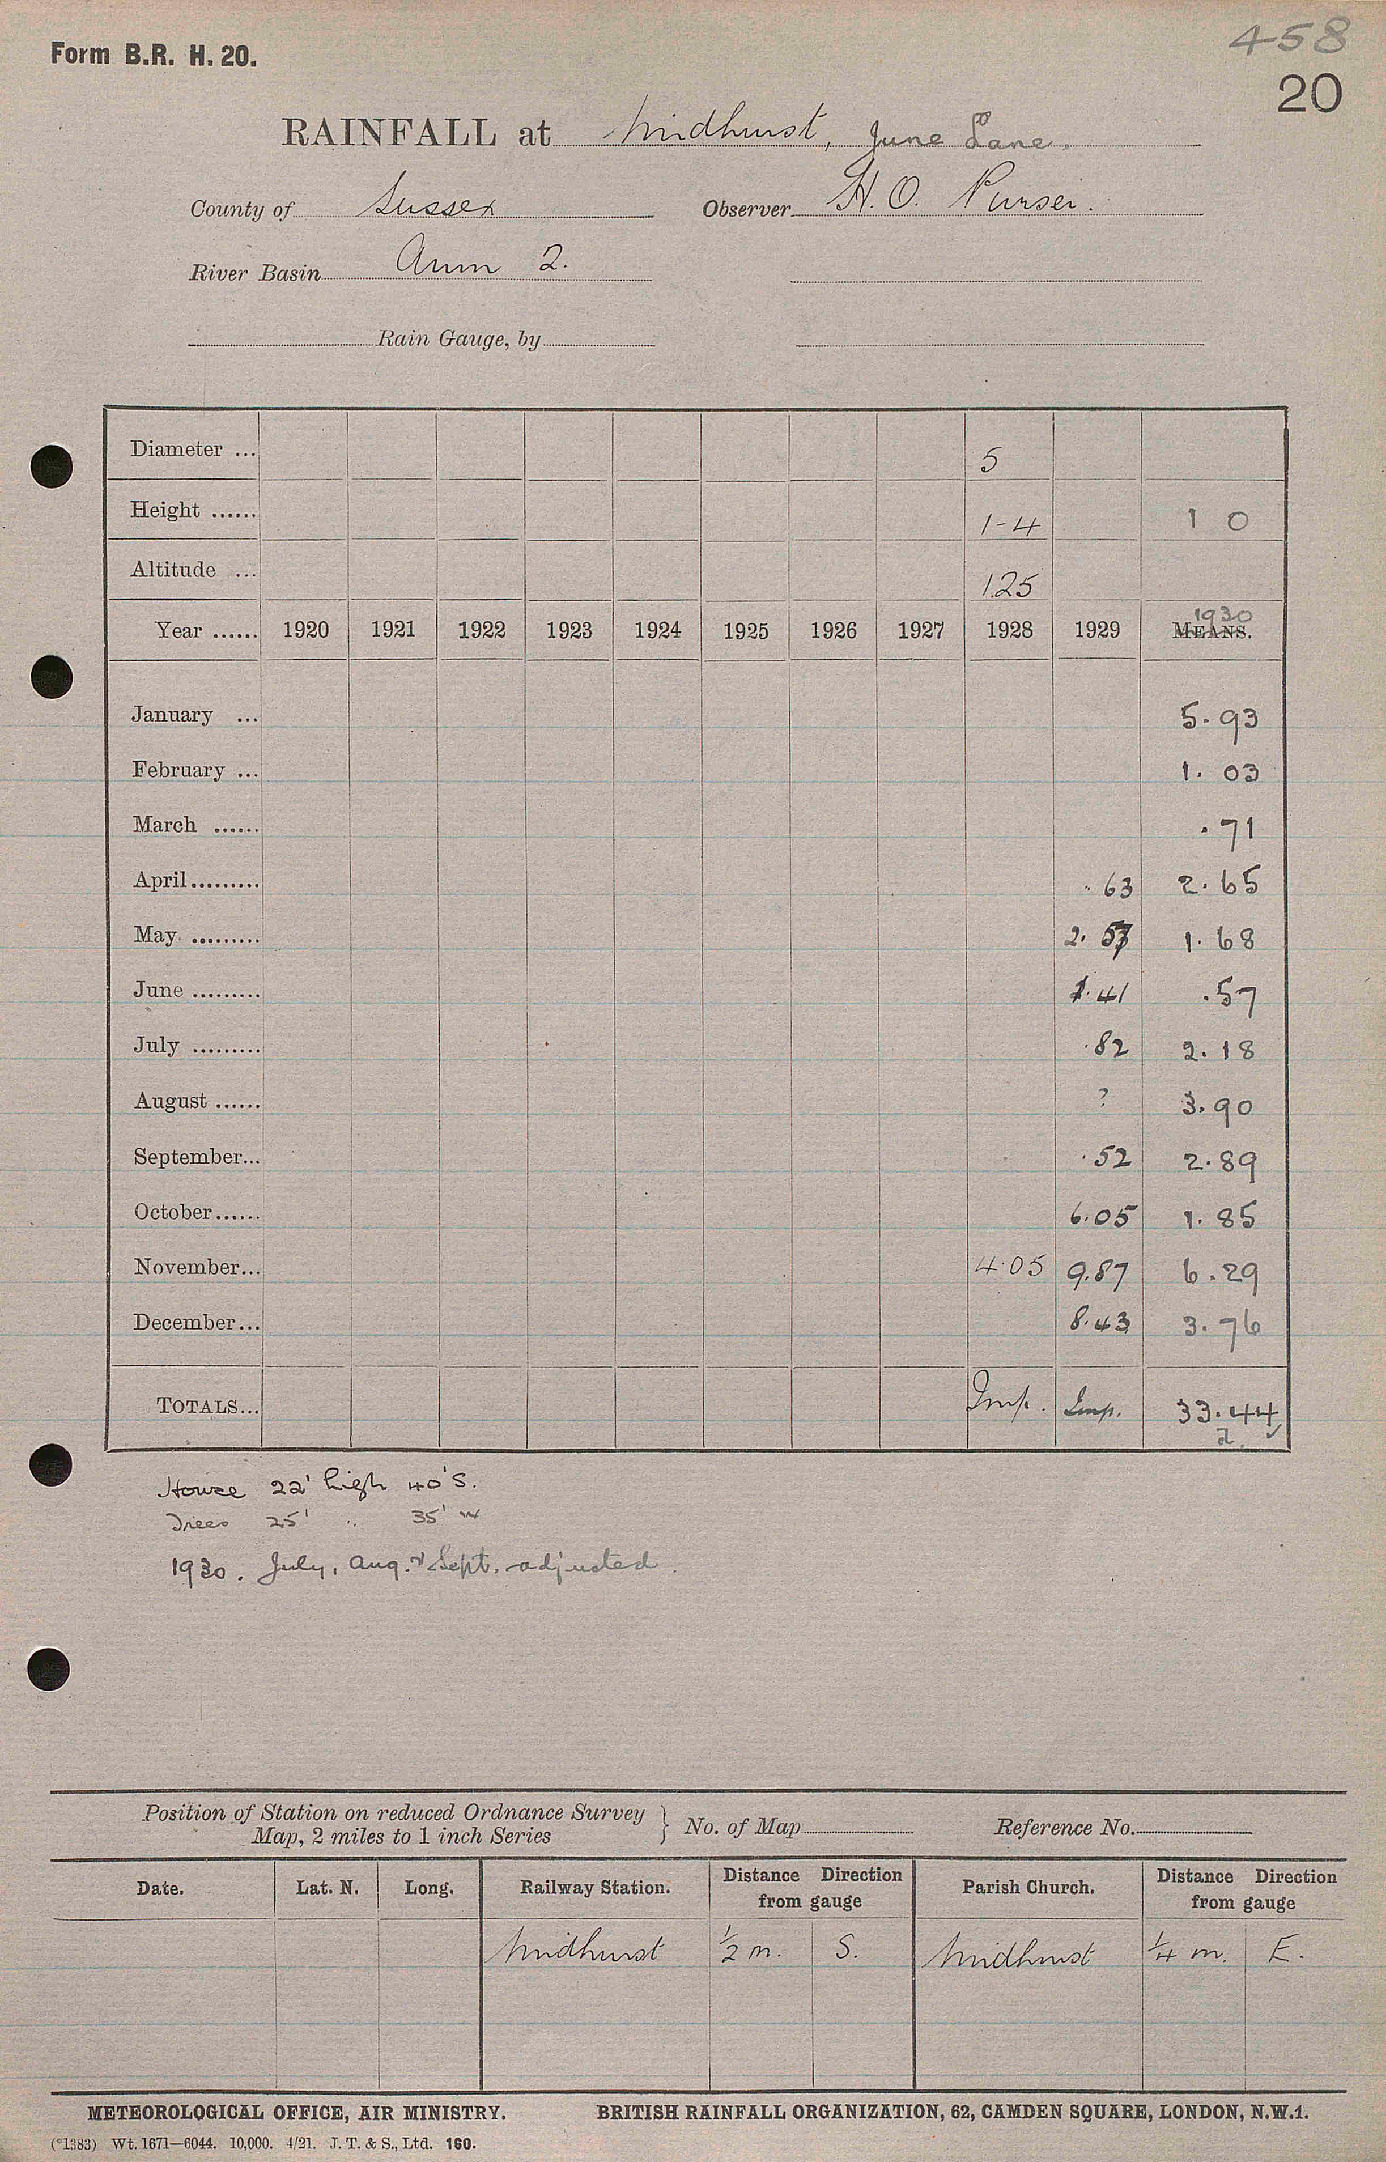 Form B.R. H. 20.
458
20
RAINFALL at Midhurst, June Lane.
County of Sussex Observer H. O. Purser.
River Basin Arun 2.
Rain Gauge, by
Diameter ... 5
Height ...... 1-4 1 0
Altitude ... 125
Year ...... 1920 1921 1922 1923 1924 1925 1926 1927 1928 1929 MEANS. 1930
January ... 5.93
February ... 1.03
March ...... .71
April......... .63 2.65
May ......... 2.57 1.68
June ......... 1.41 .57
July ......... .82 2.18
August ...... ? 3.90
September... .52 2.89
October...... 6.05 1.85
November... 4.05 9.87 6.29
December... 8.43 3.76
TOTALS... Imp. Imp. 33.44
House 22' high 40' S.
Trees 25' " 35' W
1930. July, Aug. & Sept. adjusted.
Position of Station on reduced Ordnance Survey Map, 2 miles to 1 inch Series } No. of Map Reference No.
Date. Lat. N. Long. Railway Station. Distance Direction from gauge Parish Church. Distance Direction from gauge
Midhurst 1/2 m. S. Midhurst 1/4 m. E.
METEOROLOGICAL OFFICE, AIR MINISTRY. BRITISH RAINFALL ORGANIZATION, 62, CAMDEN SQUARE, LONDON, N.W.1.
(*1383) Wt. 1671—6044. 10,000. 4/21. J. T. & S., Ltd. 160.